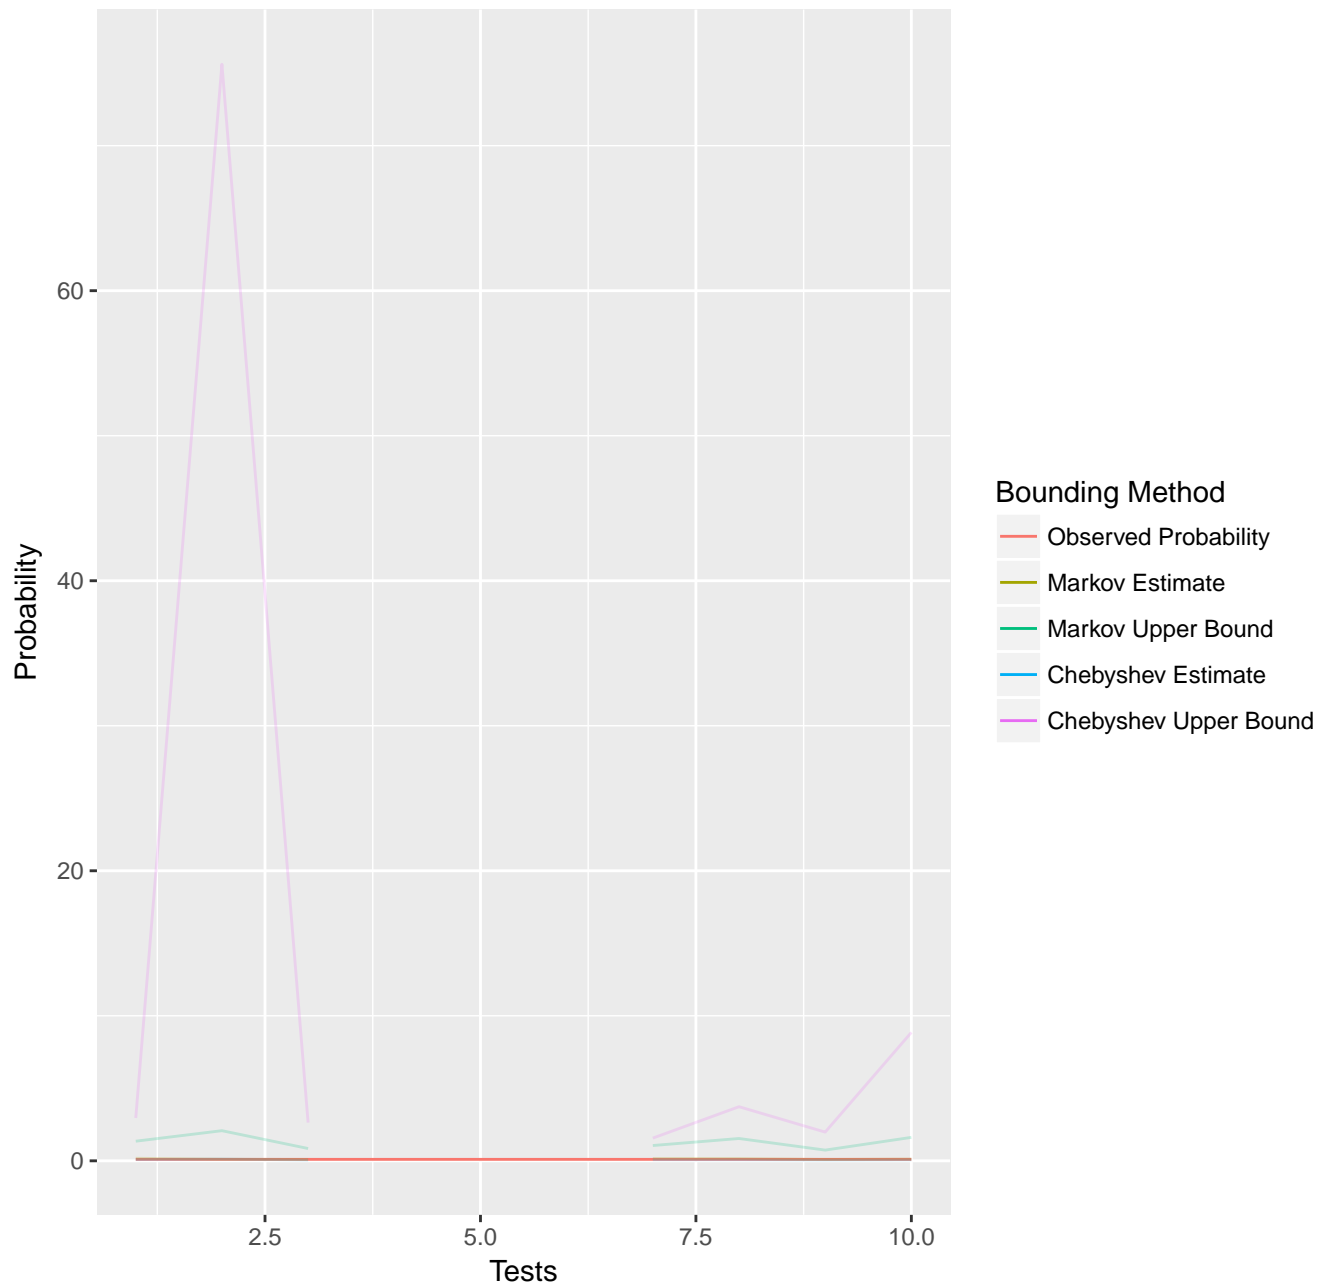 60
40
20
0
Probability
2.5
5.0
7.5
10.0
Tests
Bounding Method
Observed Probability
Markov Estimate
Markov Upper Bound
Chebyshev Estimate
Chebyshev Upper Bound